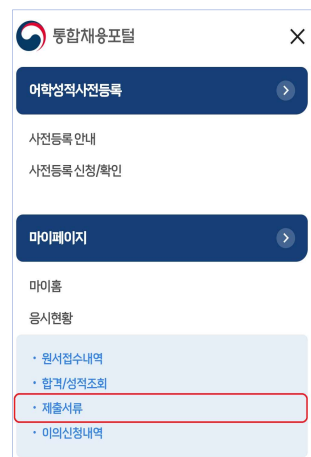 통합채용포털
어학성적사전등록
사전등록 안내
사전등록 신청/확인
마이페이지
마이홈
응시현황
· 원서접수내역
· 합격/성적조회
· 제출서류
· 이의신청내역